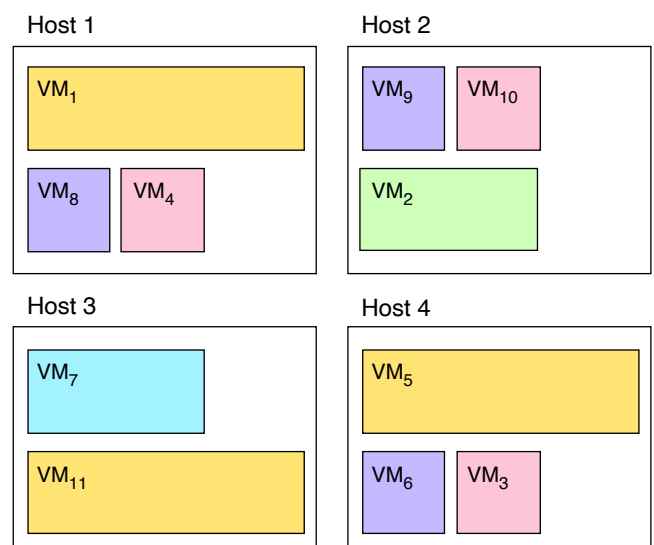 Host 1
VM₁
VM₈ VM₄
Host 2
VM₉ VM₁₀
VM₂
Host 3
VM₇
VM₁₁
Host 4
VM₅
VM₆ VM₃